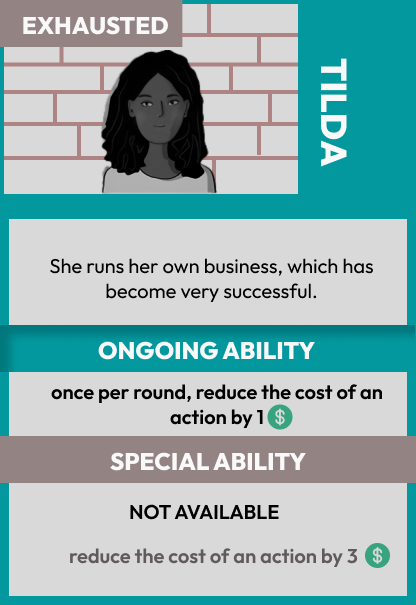 EXHAUSTED
TILDA
She runs her own business, which has
become very successful.
ONGOING ABILITY
once per round, reduce the cost of an
action by 1 $
SPECIAL ABILITY
NOT AVAILABLE
reduce the cost of an action by 3 $